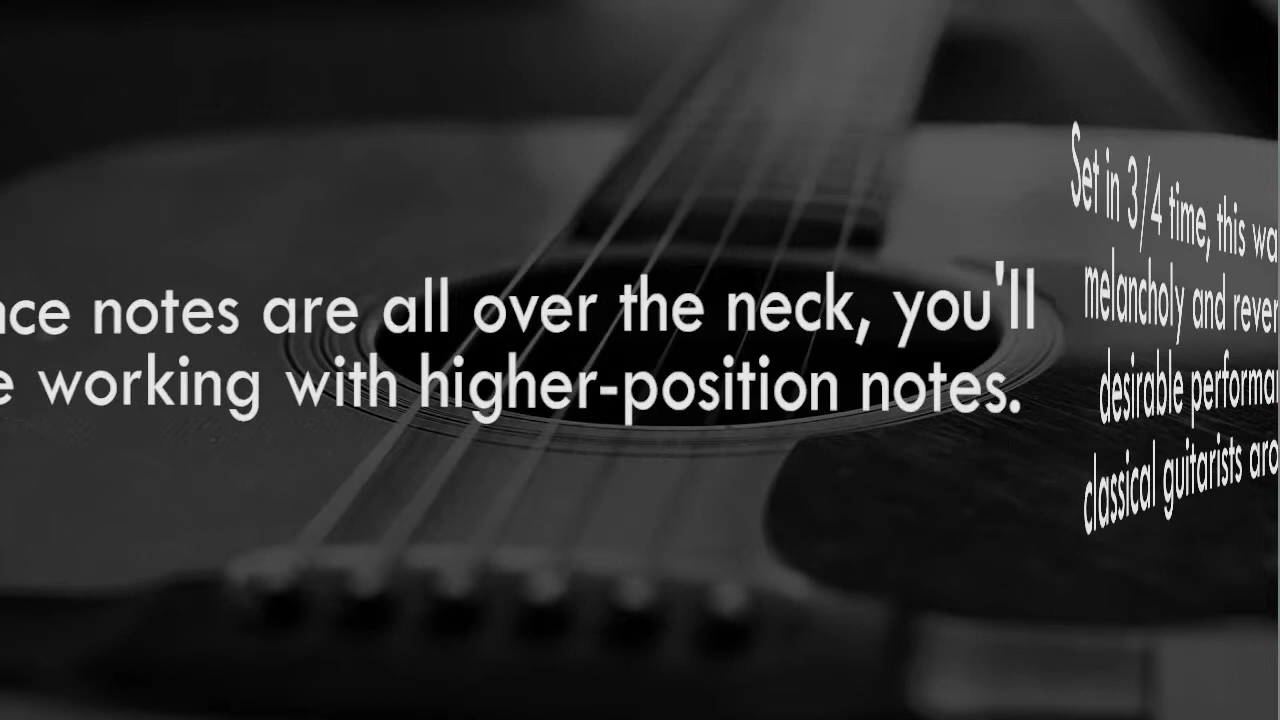 notes are all over the neck, you'll
working with higher-position notes.
Set in 3/4 time, this
melancholy and
desirable
classical guitarists